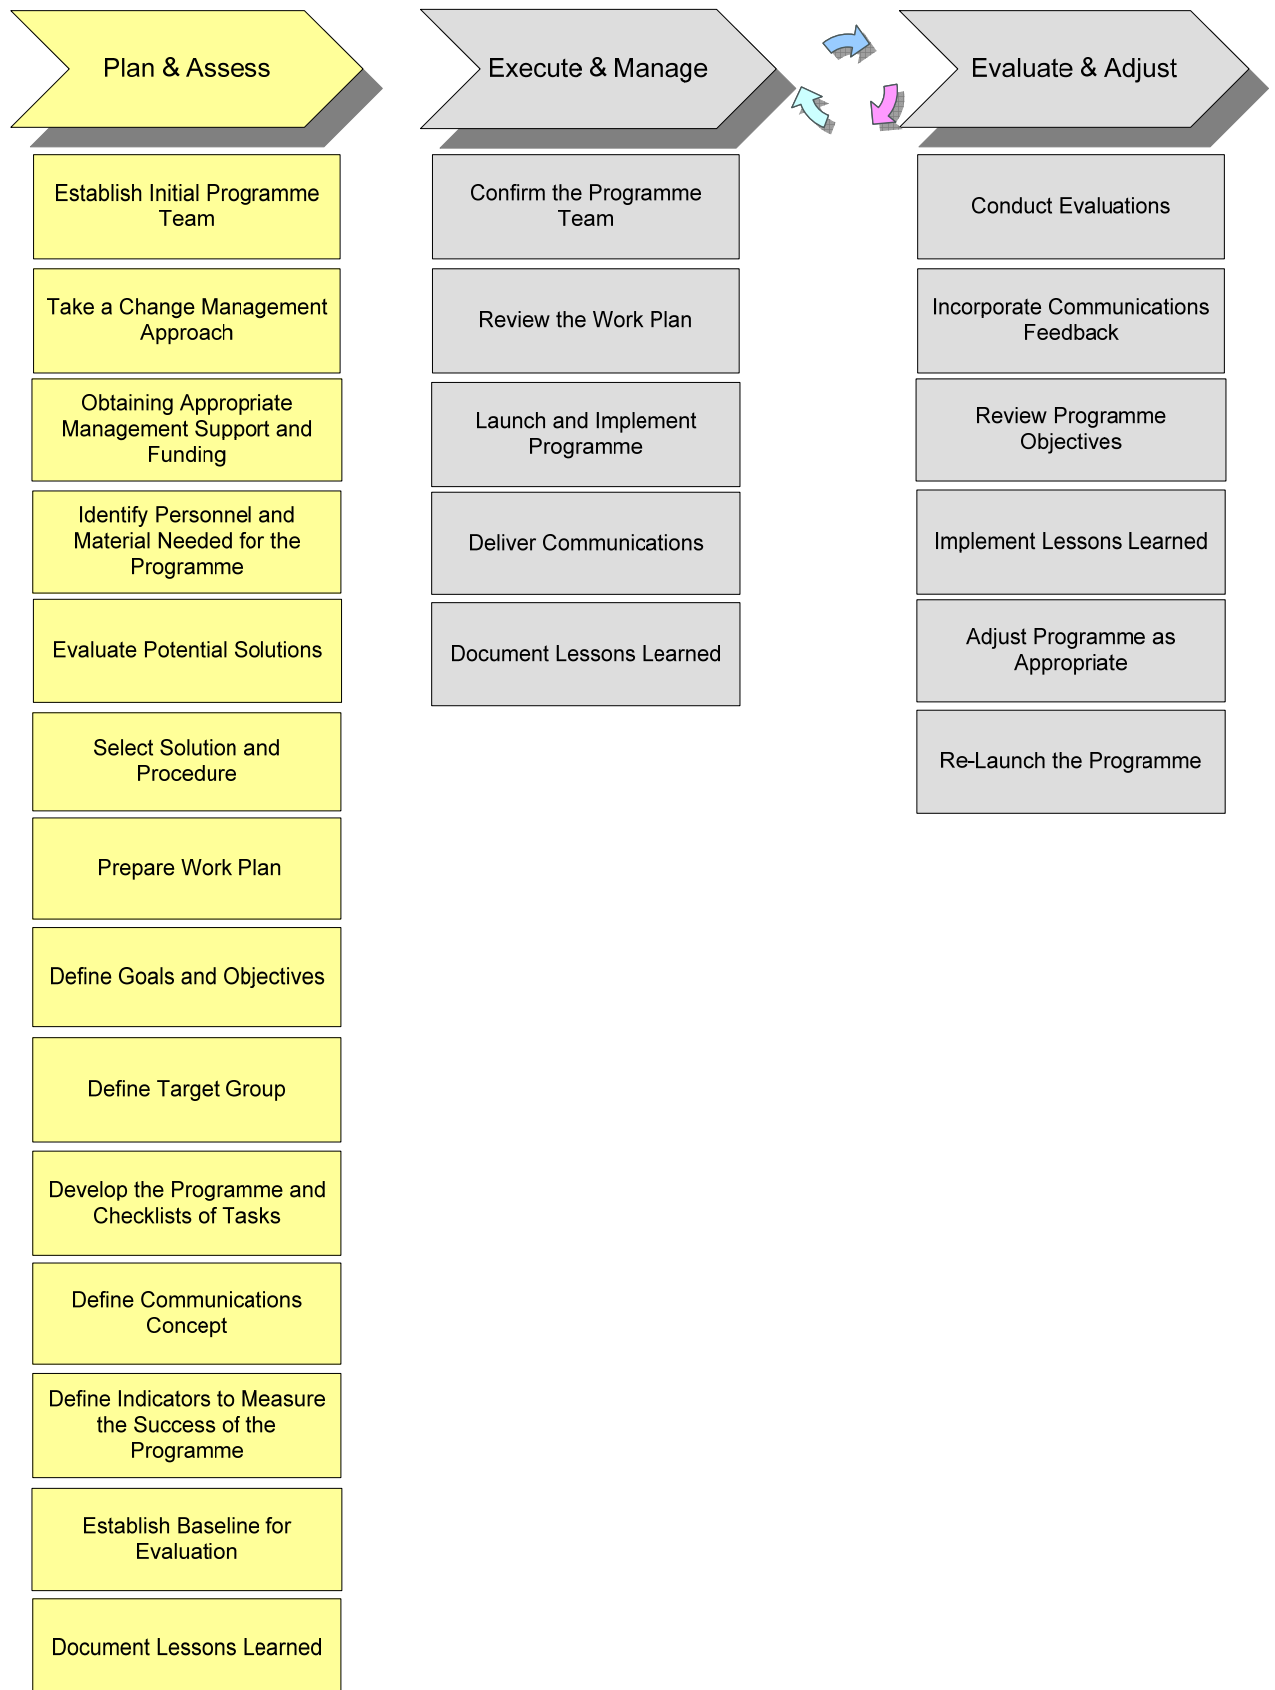 Plan & Assess
Establish Initial Programme
Team
Take a Change Management
Approach
Obtaining Appropriate
Management Support and
Funding
Identify Personnel and
Material Needed for the
Programme
Evaluate Potential Solutions
Select Solution and
Procedure
Prepare Work Plan
Define Goals and Objectives
Define Target Group
Develop the Programme and
Checklists of Tasks
Define Communications
Concept
Define Indicators to Measure
the Success of the
Programme
Establish Baseline for
Evaluation
Document Lessons Learned
Execute & Manage
Confirm the Programme
Team
Review the Work Plan
Launch and Implement
Programme
Deliver Communications
Document Lessons Learned
Evaluate & Adjust
Conduct Evaluations
Incorporate Communications
Feedback
Review Programme
Objectives
Implement Lessons Learned
Adjust Programme as
Appropriate
Re-Launch the Programme